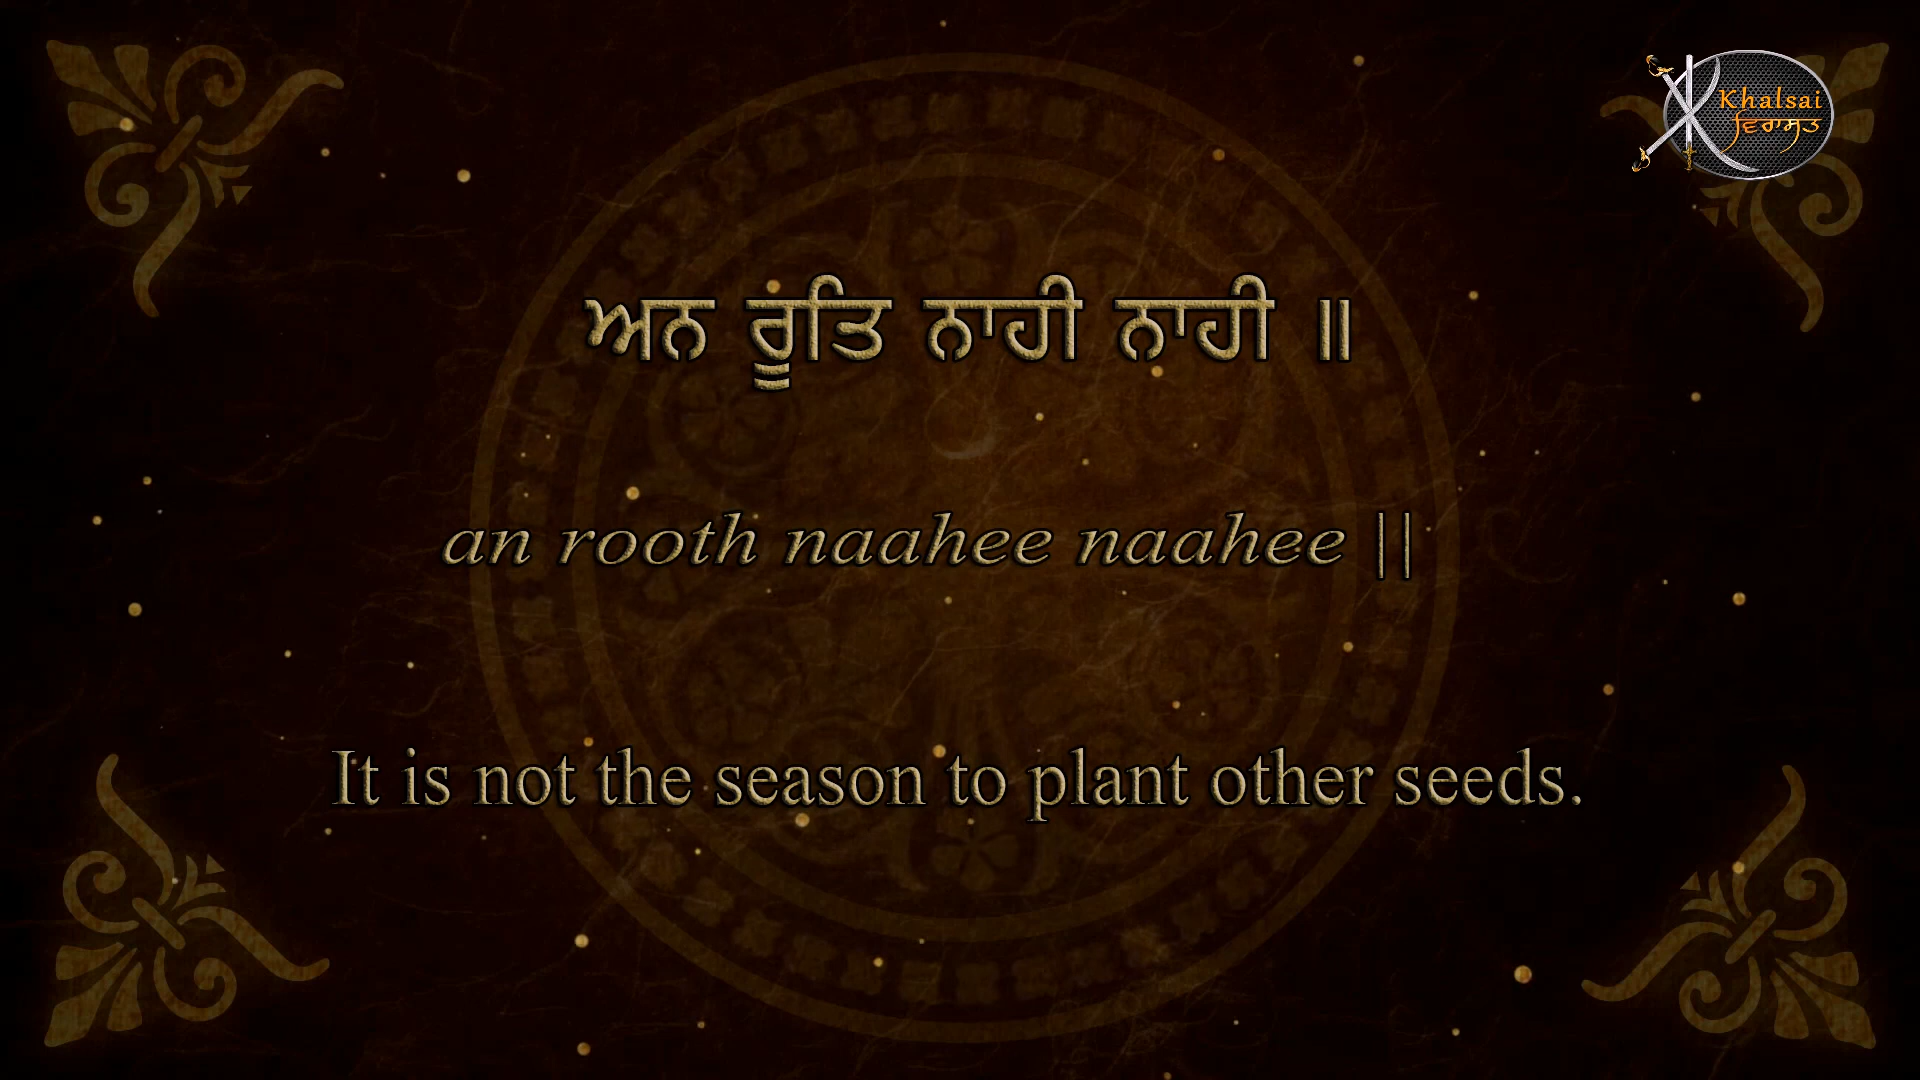 Khalsai
ਵਿਰਾਸਤ
ਅਨ ਰੂਤਿ ਨਾਹੀ ਨਾਹੀ ॥
an rooth naahee naahee ||
It is not the season to plant other seeds.